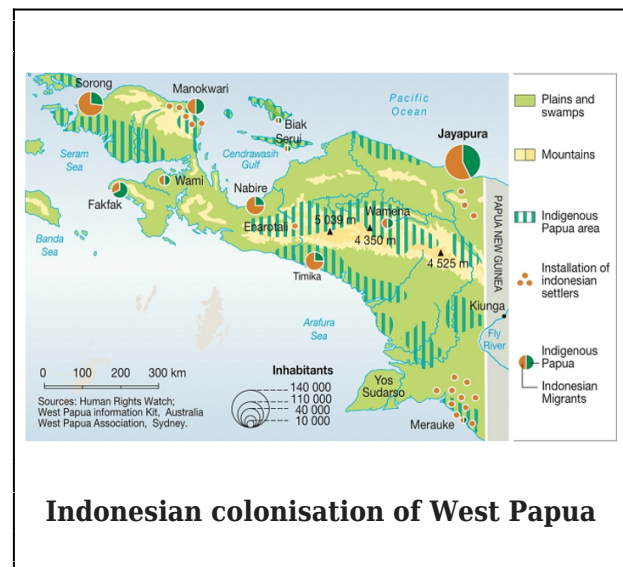 Sorong
Manokwari
Pacific
Ocean
Biak
Jayapura
Serui
Seram
Sea
Cendrawasih
Gulf
Wami
Fakfak
Nabire
Wamena
5 039 m
Enarotali
4 350 m
4 525 m
Banda
Sea
Timika
PAPUA NEW GUINEA
Kiunga
Arafura
Sea
Fly
River
0 100 200 300 km
Inhabitants
140 000
110 000
40 000
10 000
Yos
Sudarso
Merauke
Sources: Human Rights Watch;
West Papua information Kit, Australia
West Papua Association, Sydney.
Plains and
swamps
Mountains
Indigenous
Papua area
Installation of
indonesian
settlers
Indigenous
Papua
Indonesian
Migrants
Indonesian colonisation of West Papua